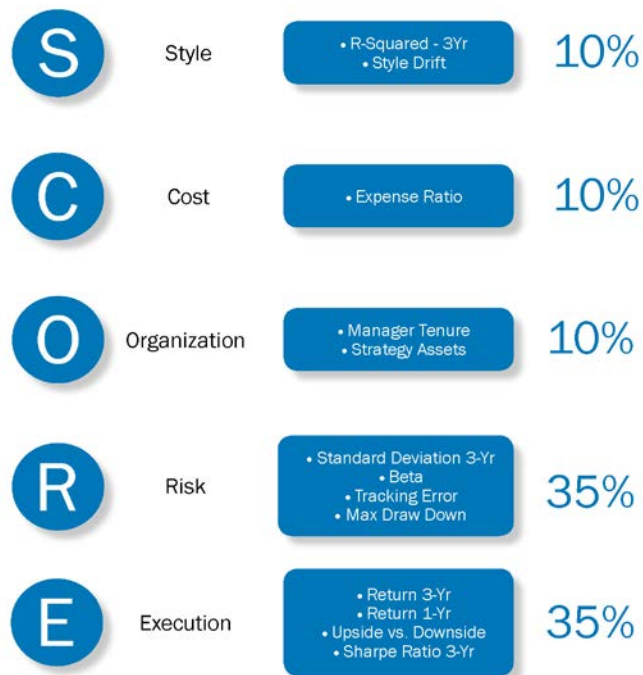 S
Style
• R-Squared - 3Yr
• Style Drift
10%
C
Cost
• Expense Ratio
10%
O
Organization
• Manager Tenure
• Strategy Assets
10%
R
Risk
• Standard Deviation 3-Yr
• Beta
• Tracking Error
• Max Draw Down
35%
E
Execution
• Return 3-Yr
• Return 1-Yr
• Upside vs. Downside
• Sharpe Ratio 3-Yr
35%